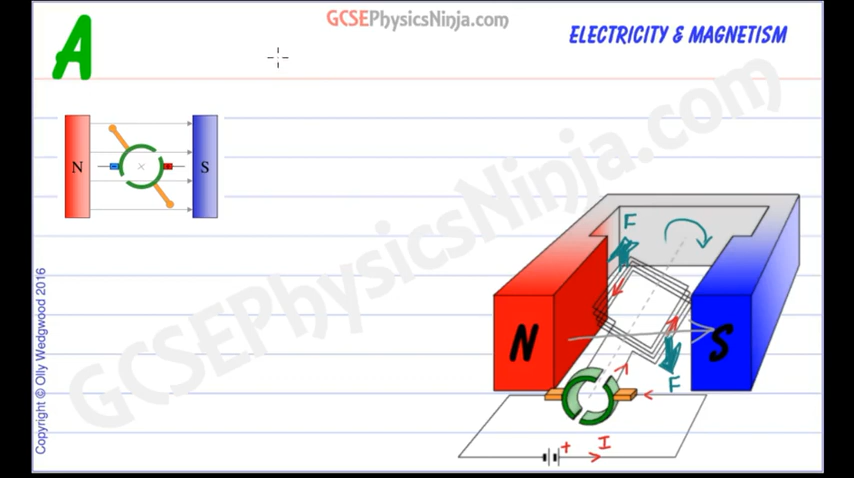 GCSEPhysicsNinja.com
A
ELECTRICITY & MAGNETISM
N
S
GCSEPhysicsNinja.com
F
N
S
F
+
I
Copyright © Olly Wedgwood 2016